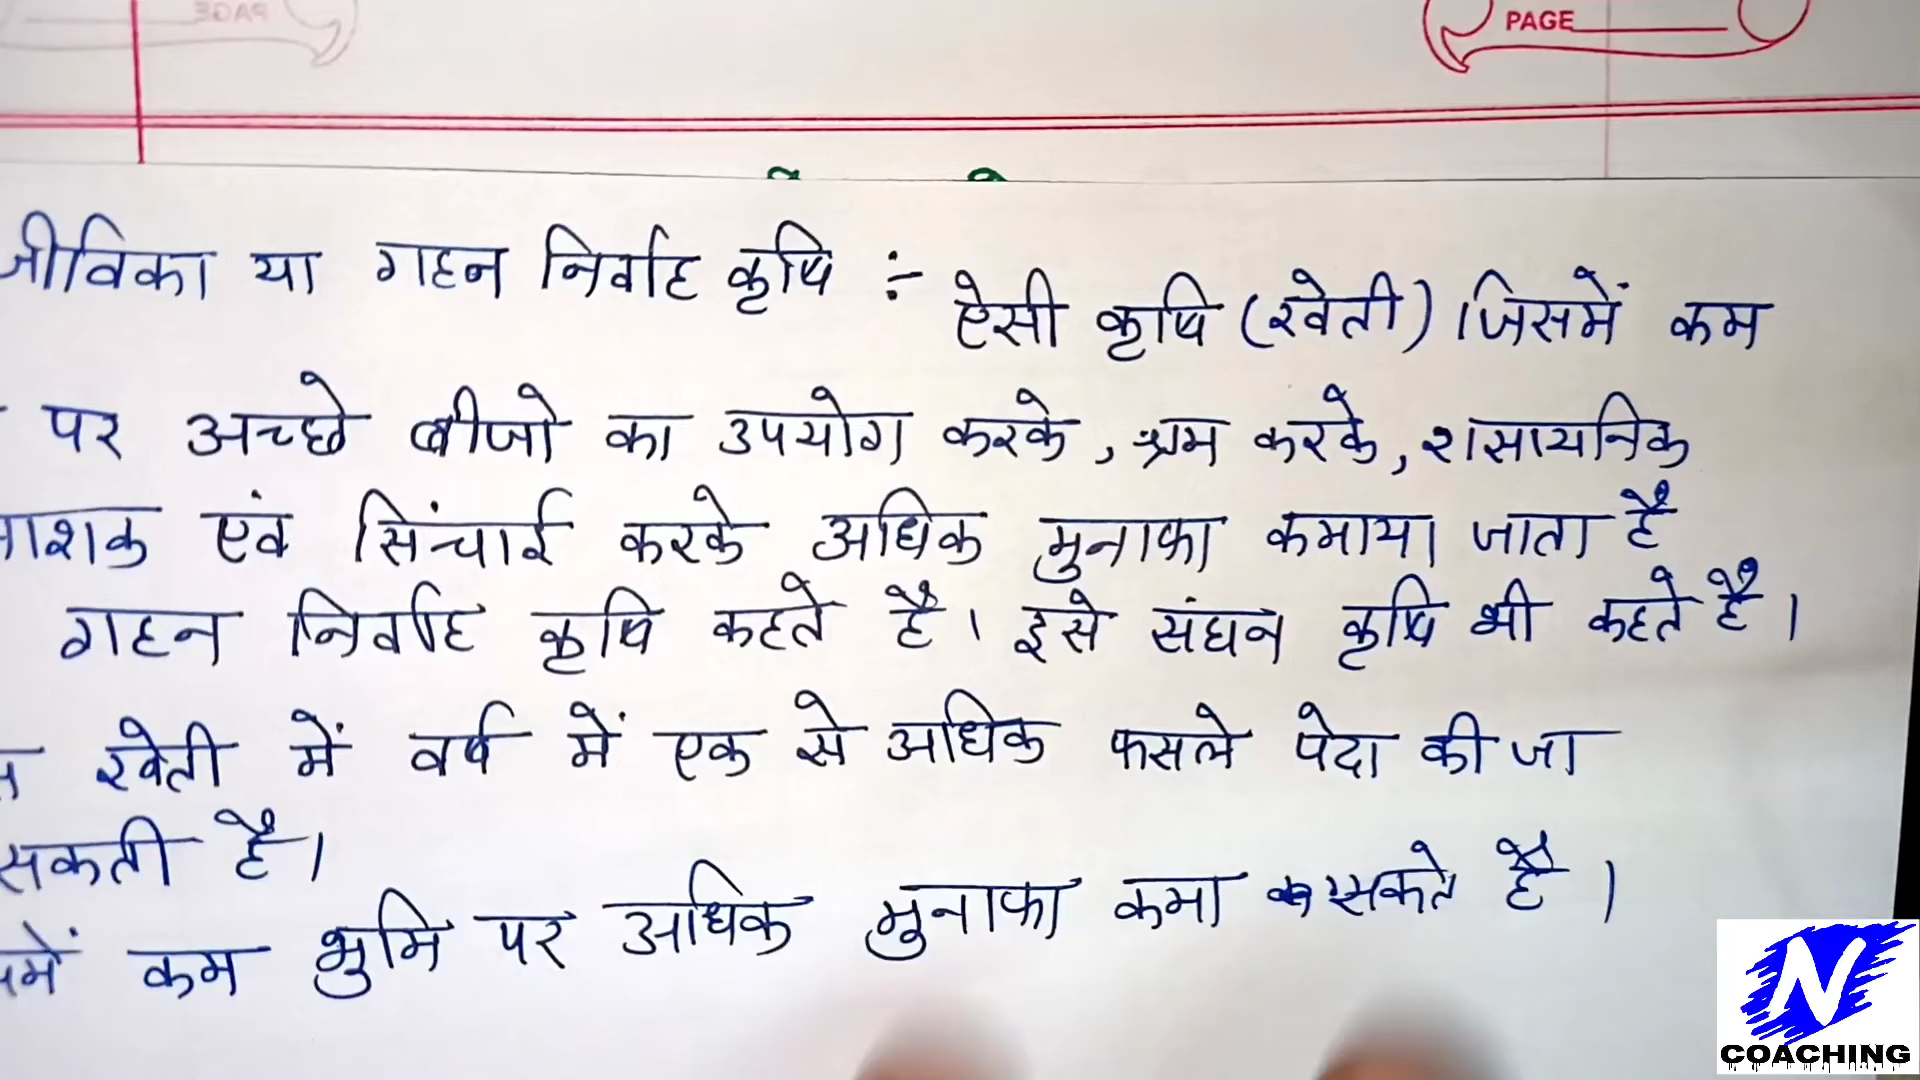 PAGE
जीविका या गहन निर्वाह कृषि :- ऐसी कृषि (खेती) जिसमें कम
पर अच्छे बीजो का उपयोग करके, श्रम करके, रासायनिक
नाशक एवं सिंचाई करके अधिक मुनाफा कमाया जाता है
गहन निर्वाह कृषि कहते है। इसे संघन कृषि भी कहते है।
खेती में वर्ष में एक से अधिक फसले पेदा की जा
सकती है।
कम भुमि पर अधिक मुनाफा कमा सकते है।
N
COACHING